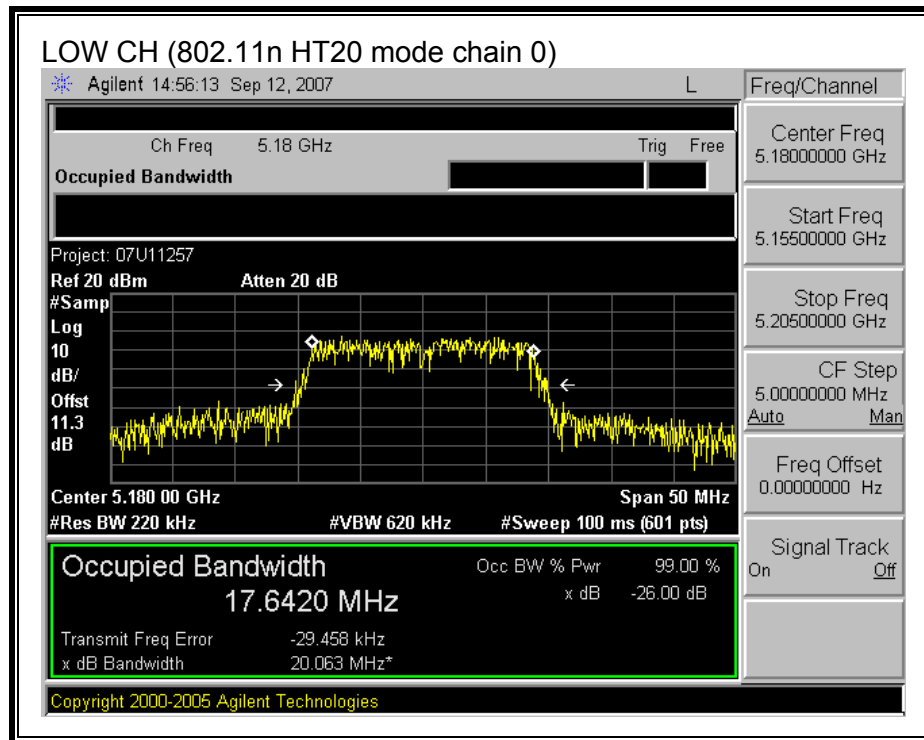 LOW CH (802.11n HT20 mode chain 0)
Agilent 14:56:13 Sep 12, 2007 L
Freq/Channel
Ch Freq 5.18 GHz Trig Free
Occupied Bandwidth
Center Freq
5.18000000 GHz
Start Freq
5.15500000 GHz
Stop Freq
5.20500000 GHz
CF Step
5.00000000 MHz
Auto Man
Freq Offset
0.00000000 Hz
Signal Track
On Off
Project: 07U11257
Ref 20 dBm Atten 20 dB
#Samp
Log
10
dB/
Offst
11.3
dB
Center 5.180 00 GHz Span 50 MHz
#Res BW 220 kHz #VBW 620 kHz #Sweep 100 ms (601 pts)
Occupied Bandwidth
17.6420 MHz
Occ BW % Pwr 99.00 %
x dB -26.00 dB
Transmit Freq Error -29.458 kHz
x dB Bandwidth 20.063 MHz*
Copyright 2000-2005 Agilent Technologies